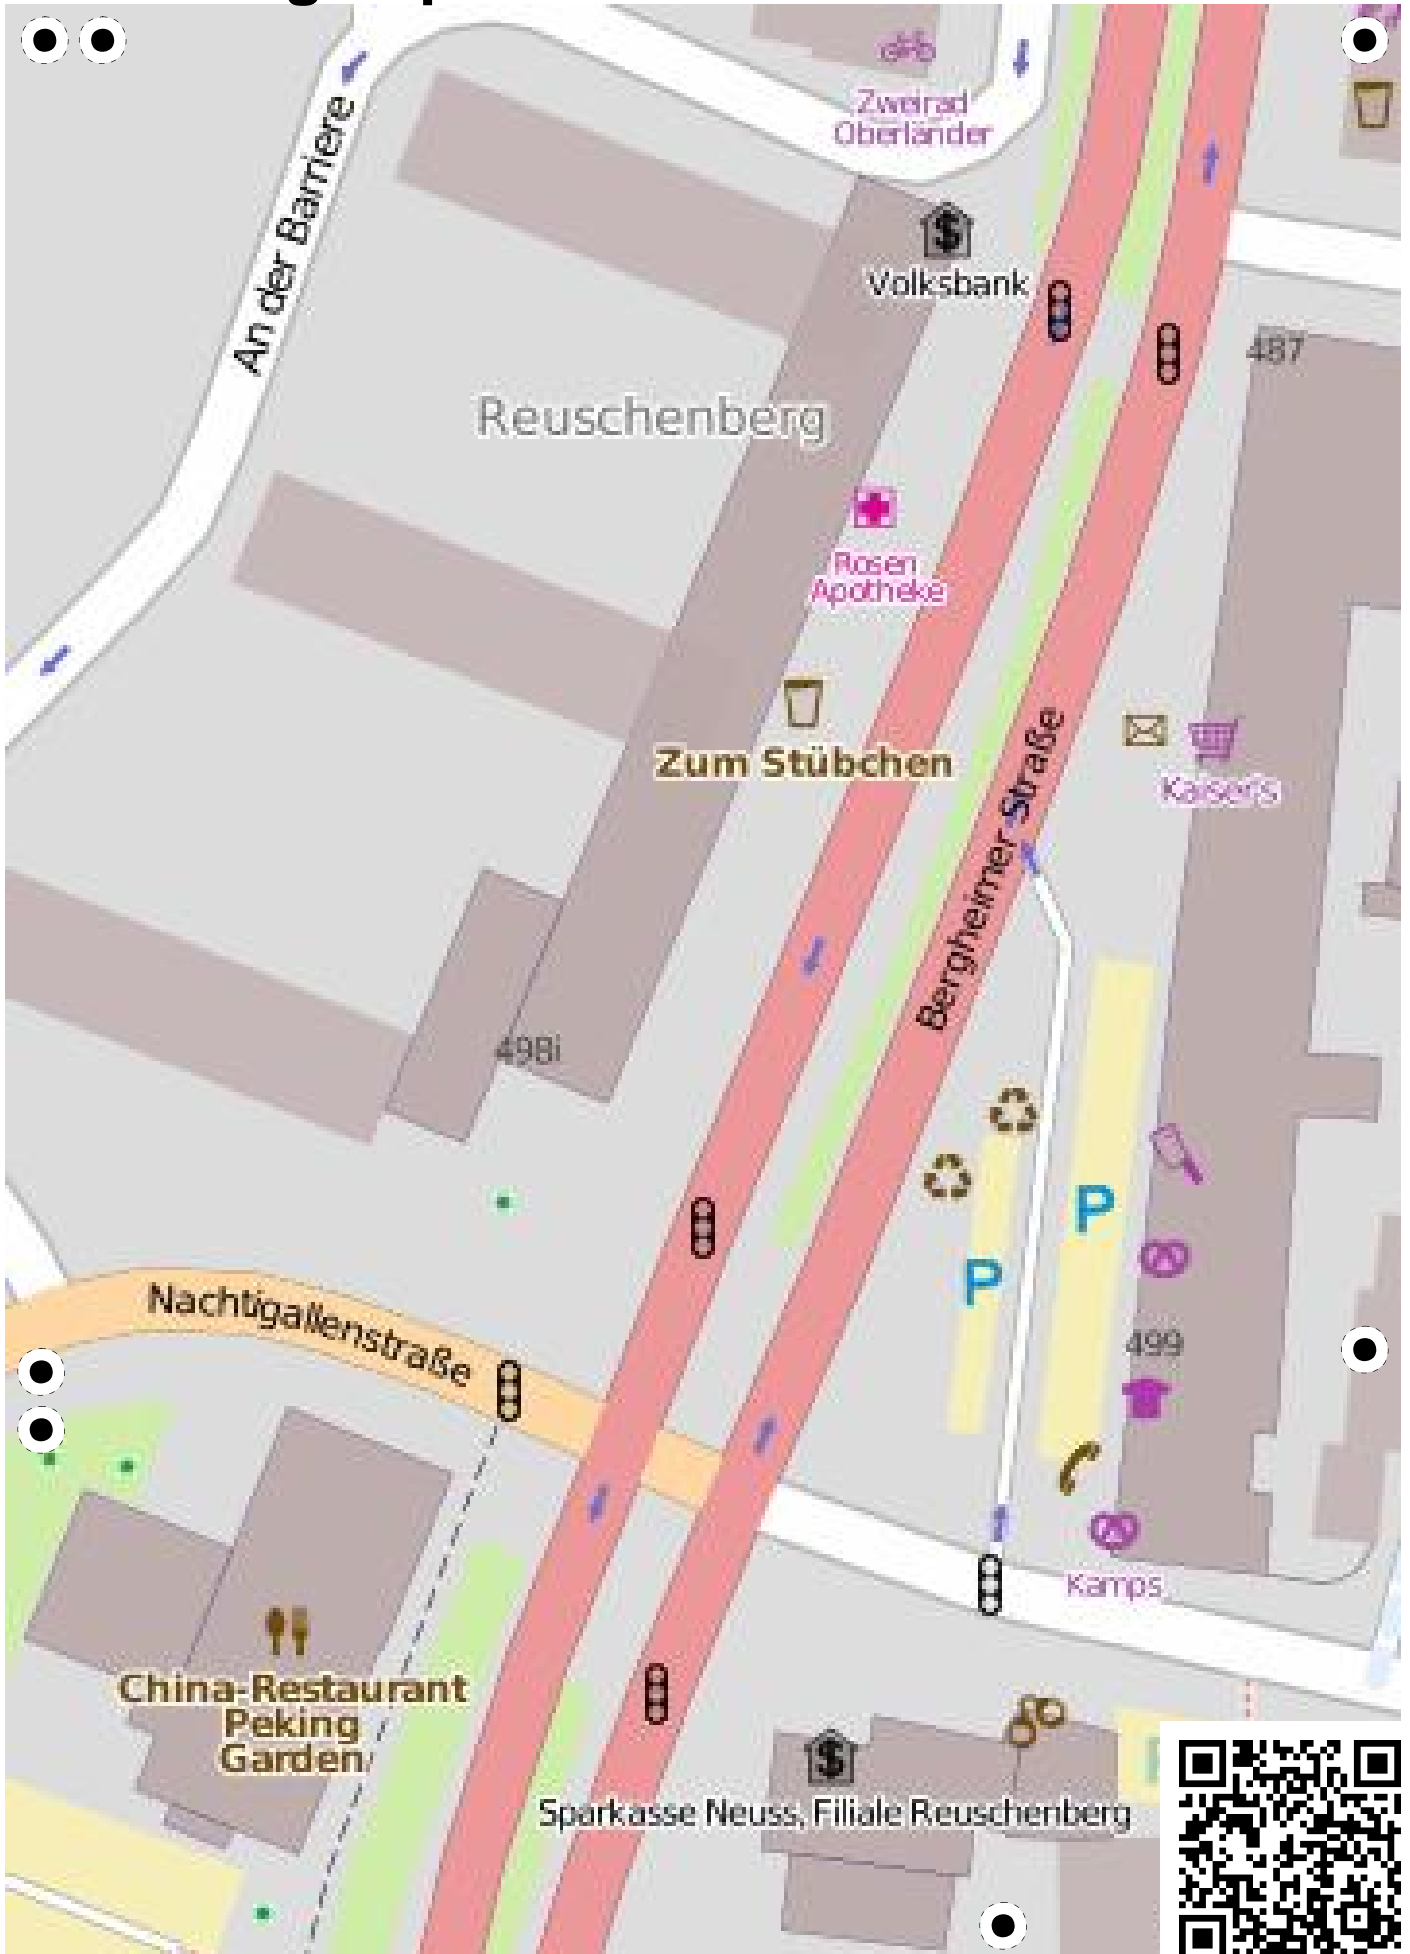 Zweirad
Oberländer
An der Barriere
Volksbank
487
Reuschenberg
Rosen
Apotheke
Zum Stübchen
Kaiser's
Bergheimer Straße
498i
P
P
Nachtigallenstraße
499
Kamps
China-Restaurant
Peking
Garden
Sparkasse Neuss, Filiale Reuschenberg